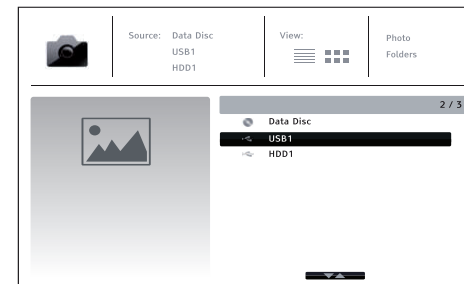 Source: Data Disc
USB1
HDD1
View:
Photo
Folders
2 / 3
Data Disc
USB1
HDD1